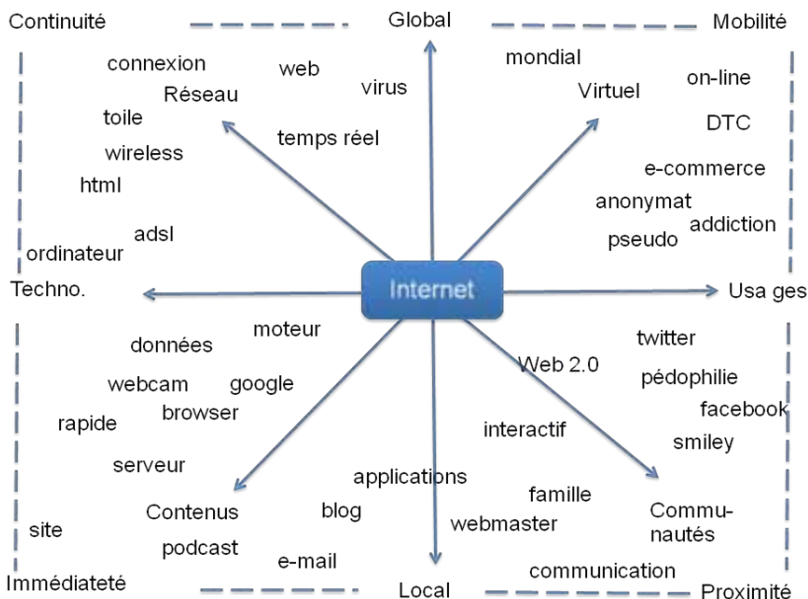 Continuité
Global
Mobilité
connexion
web
mondial
on-line
Réseau
virus
Virtuel
toile
temps réel
DTC
wireless
e-commerce
html
anonymat
addiction
adsl
pseudo
ordinateur
Techno.
Internet
Usa ges
moteur
twitter
données
Web 2.0
webcam
google
pédophilie
browser
facebook
rapide
interactif
smiley
serveur
applications
famille
Contenus
blog
webmaster
Commu-
nautés
site
podcast
e-mail
communication
Immédiateté
Local
Proximité